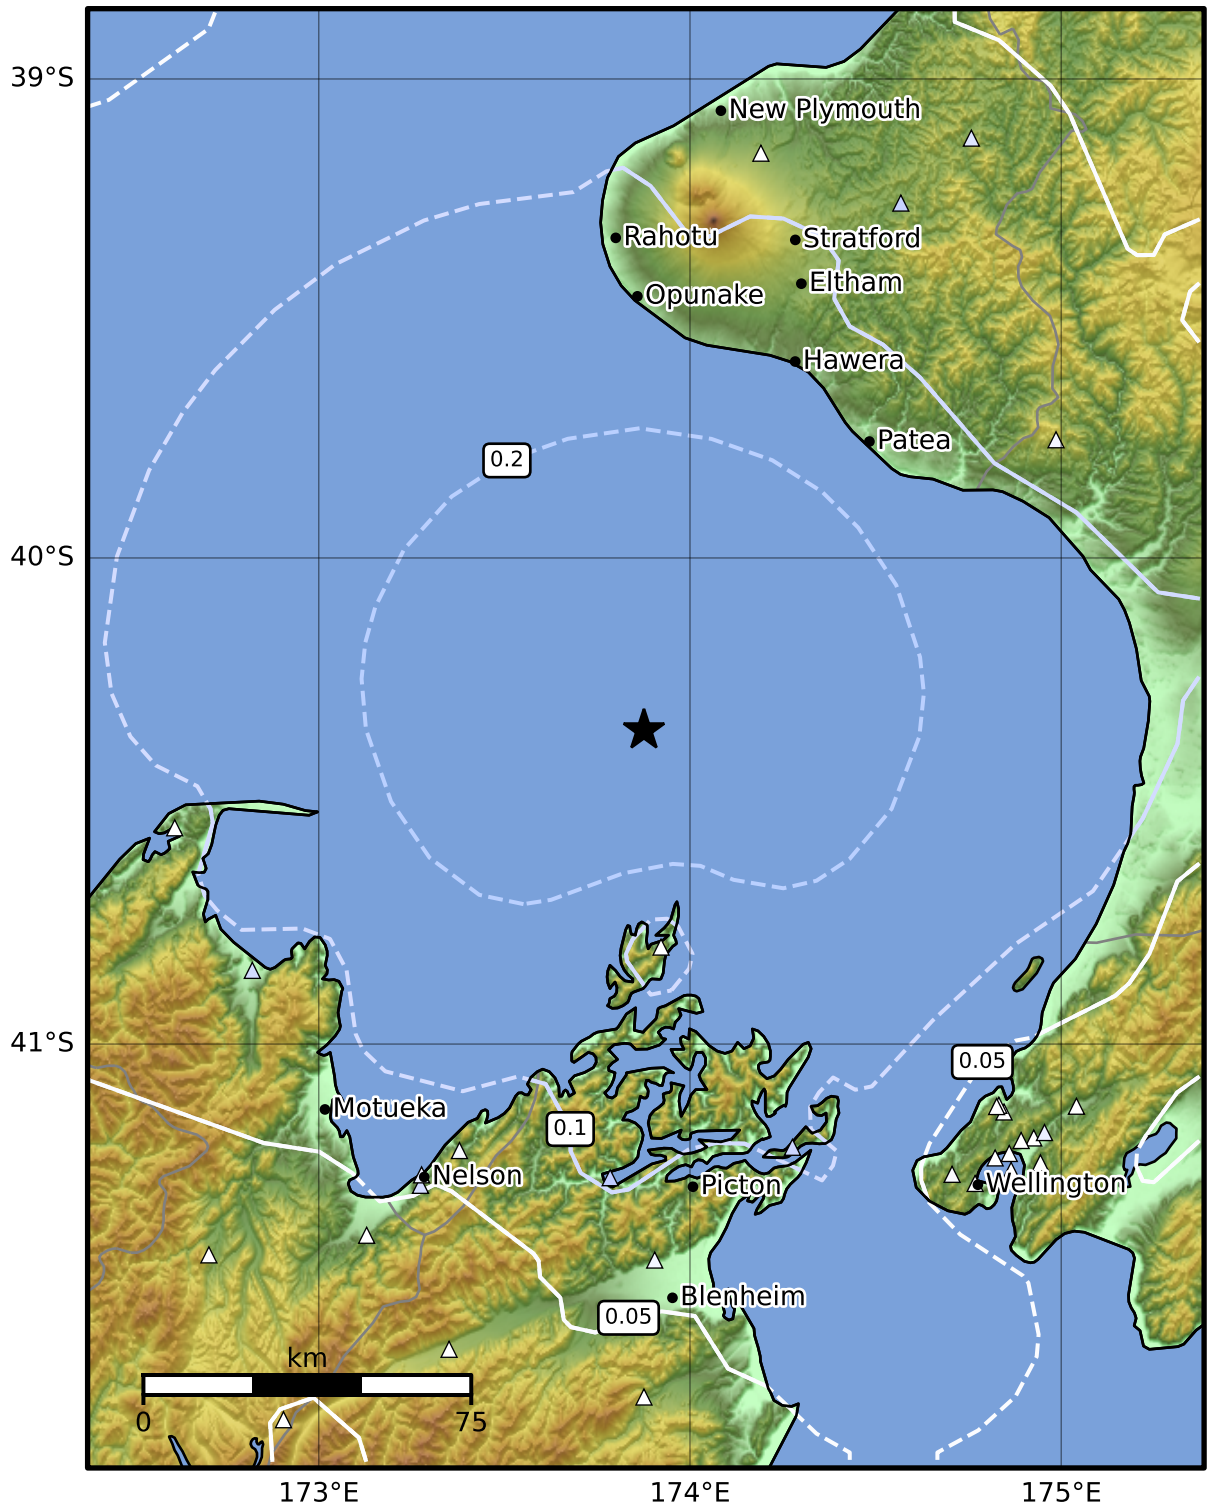 39°S
New Plymouth
Rahotu
Stratford
Eltham
Opunake
Hawera
Patea
0.2
40°S
41°S
0.05
Motueka
0.1
Nelson
Picton
Wellington
Blenheim
0.05
km
0
75
173°E
174°E
175°E